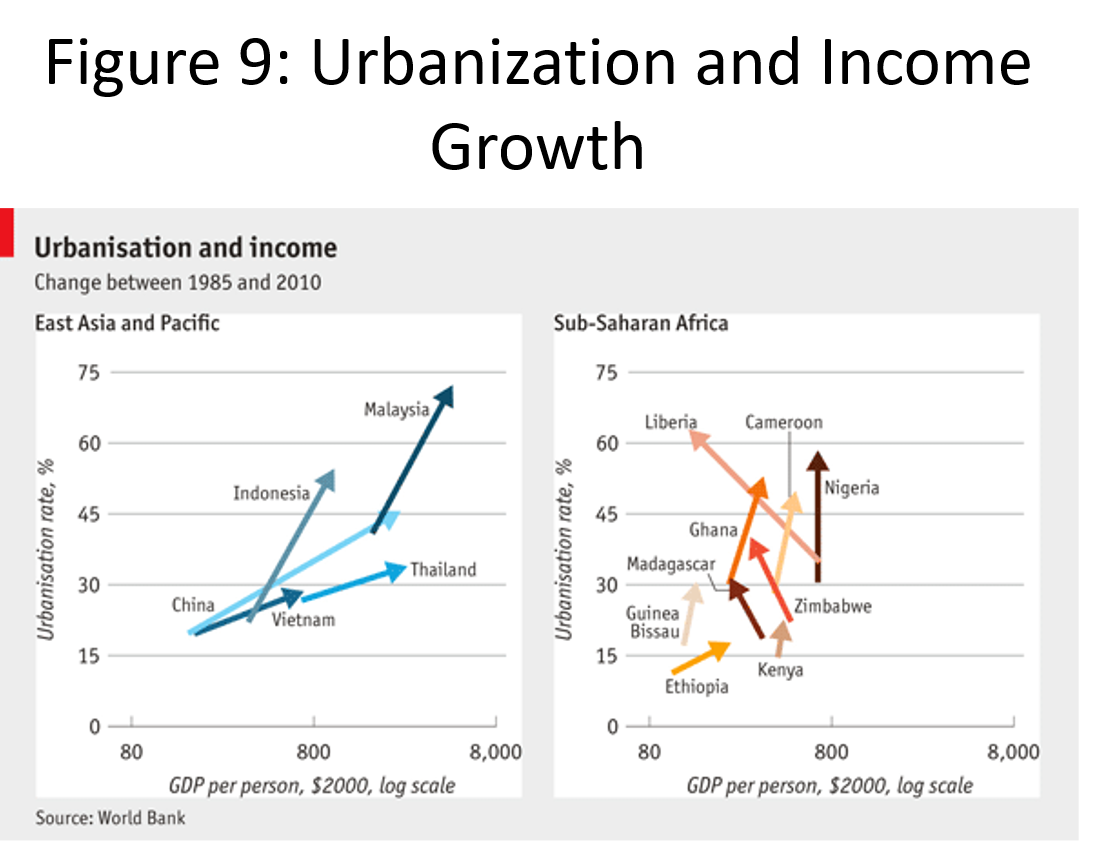 Figure 9: Urbanization and Income
Growth
Urbanisation and income
Change between 1985 and 2010
East Asia and Pacific
75
60
45
30
15
0
Urbanisation rate, %
Malaysia
Indonesia
Thailand
China
Vietnam
80
800
8,000
GDP per person, $2000, log scale
Sub-Saharan Africa
75
60
45
30
15
0
Urbanisation rate, %
Liberia
Cameroon
Nigeria
Ghana
Madagascar
Guinea
Bissau
Zimbabwe
Kenya
Ethiopia
80
800
8,000
GDP per person, $2000, log scale
Source: World Bank